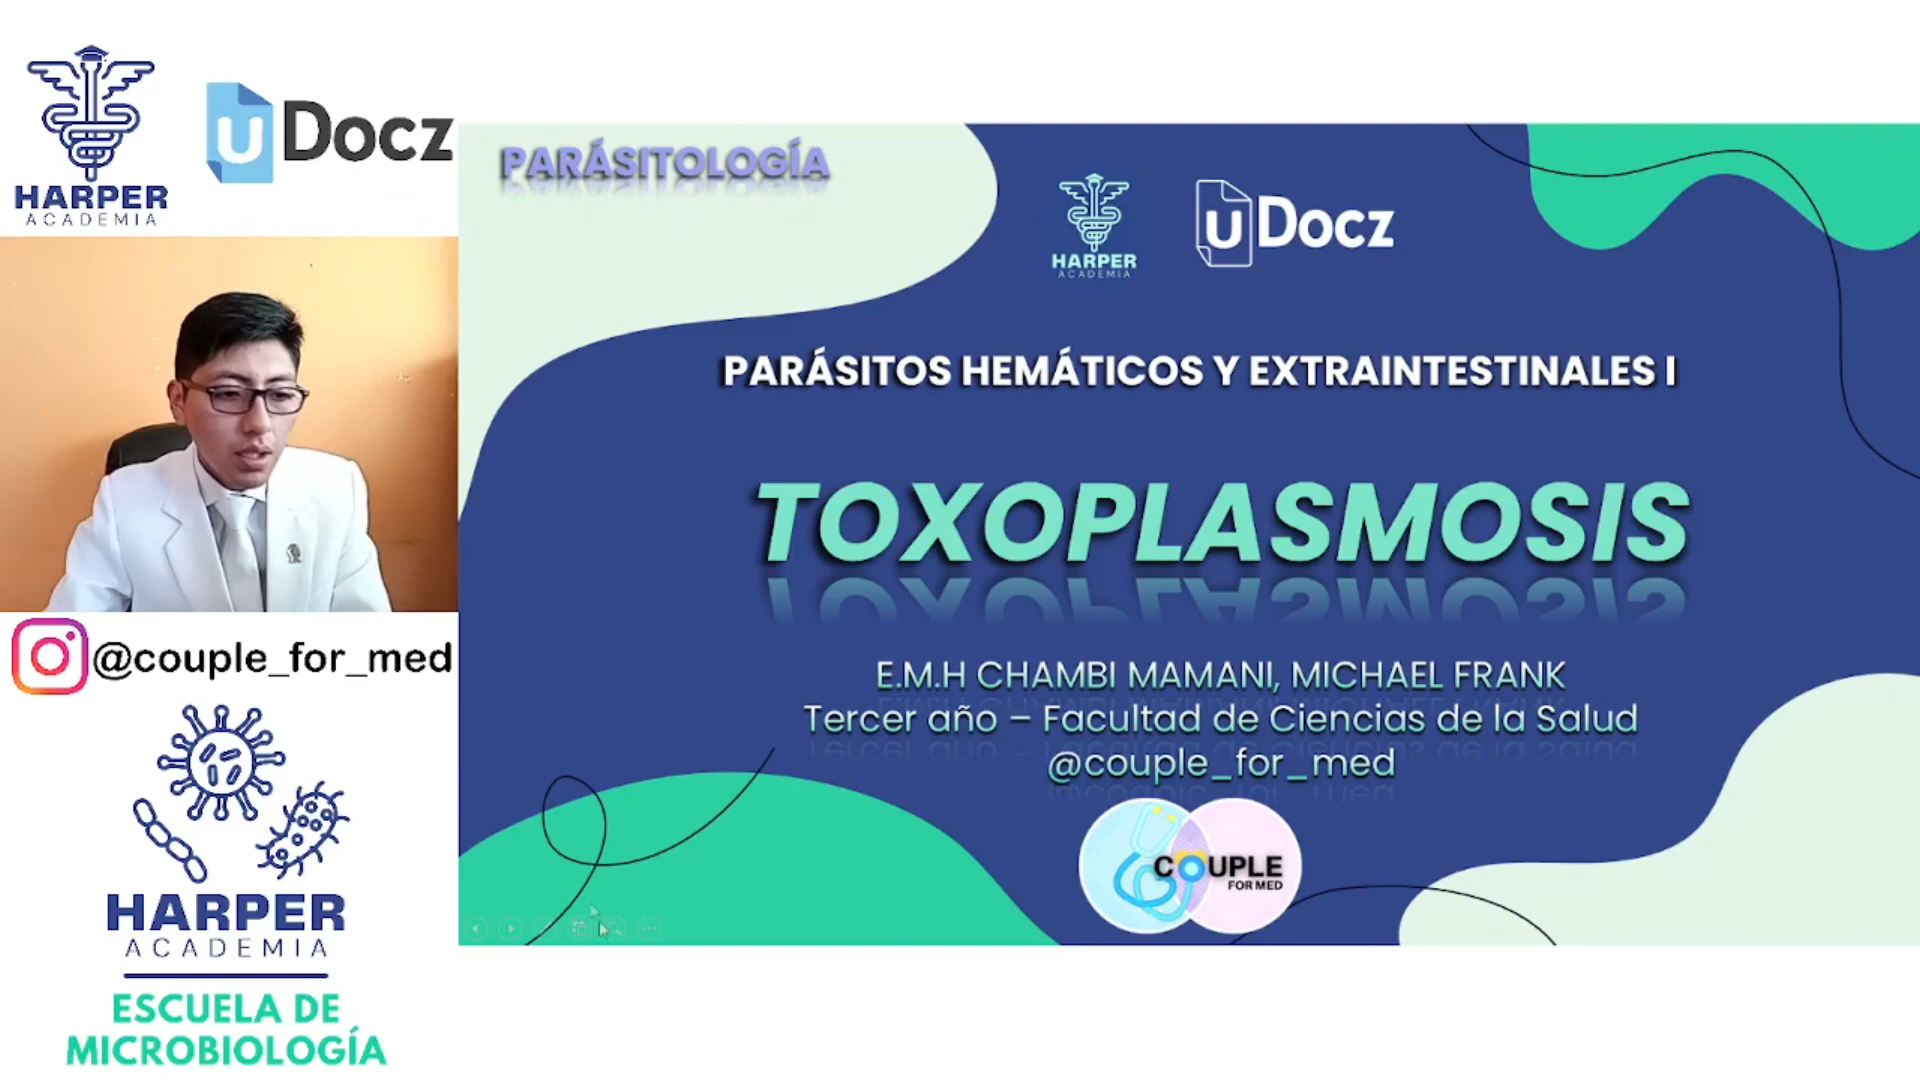 HARPER
ACADEMIA
uDocz
@couple_for_med
HARPER
ACADEMIA
ESCUELA DE
MICROBIOLOGÍA
PARÁSITOLOGÍA
HARPER
ACADEMIA
uDocz
PARÁSITOS HEMÁTICOS Y EXTRAINTESTINALES I
TOXOPLASMOSIS
E.M.H CHAMBI MAMANI, MICHAEL FRANK
Tercer año – Facultad de Ciencias de la Salud
@couple_for_med
COUPLE
FOR MED